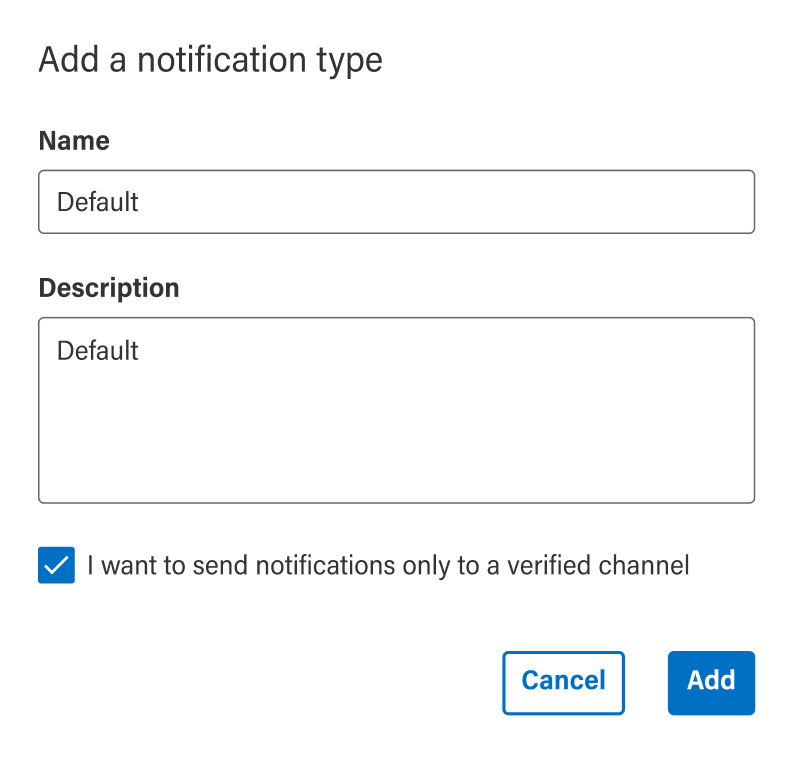 Add a notification type
Name
Default
Description
Default
I want to send notifications only to a verified channel
Cancel
Add